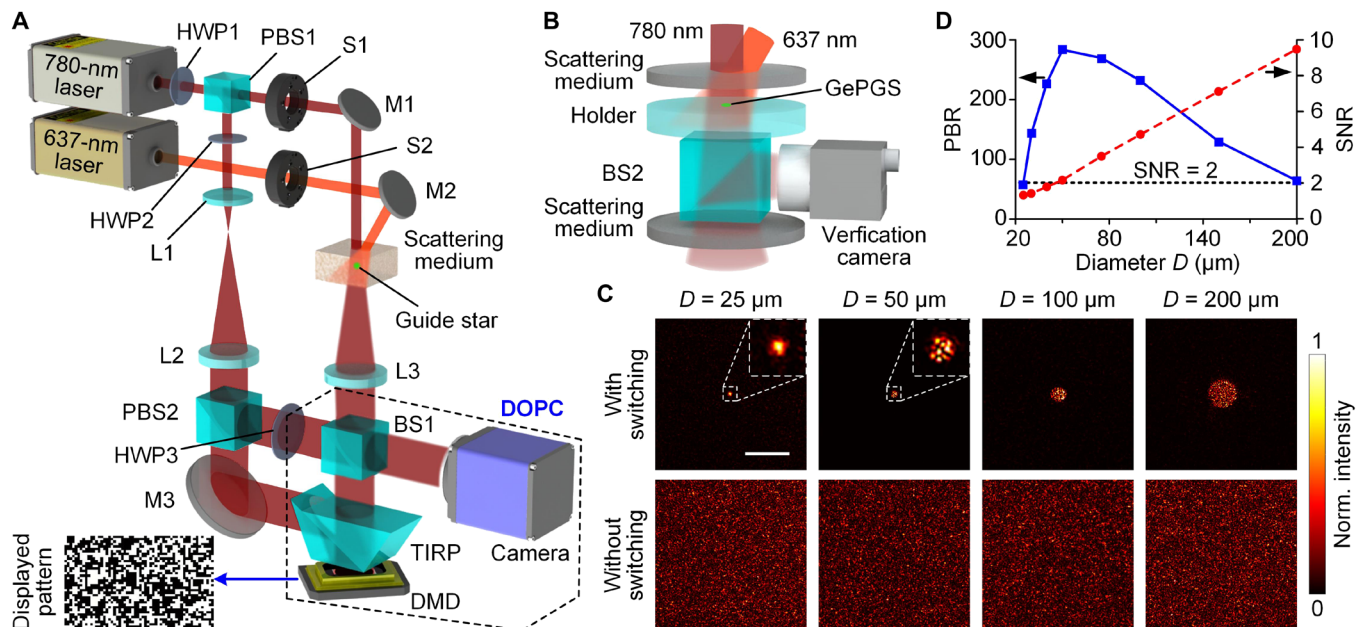 A
HWP1
PBS1
S1
780-nm
laser
M1
637-nm
laser
S2
M2
HWP2
L1
Scattering
medium
Guide star
L2
L3
PBS2
DOPC
BS1
HWP3
M3
TIRP
Camera
DMD
Displayed
pattern
B
780 nm
637 nm
Scattering
medium
GePGS
Holder
BS2
Scattering
medium
Verfication
camera
D
300
200
100
0
PBR
10
8
6
4
2
0
SNR
SNR = 2
20
80
140
200
Diameter D (μm)
C
D = 25 μm
D = 50 μm
D = 100 μm
D = 200 μm
With
switching
Without
switching
1
Norm. intensity
0